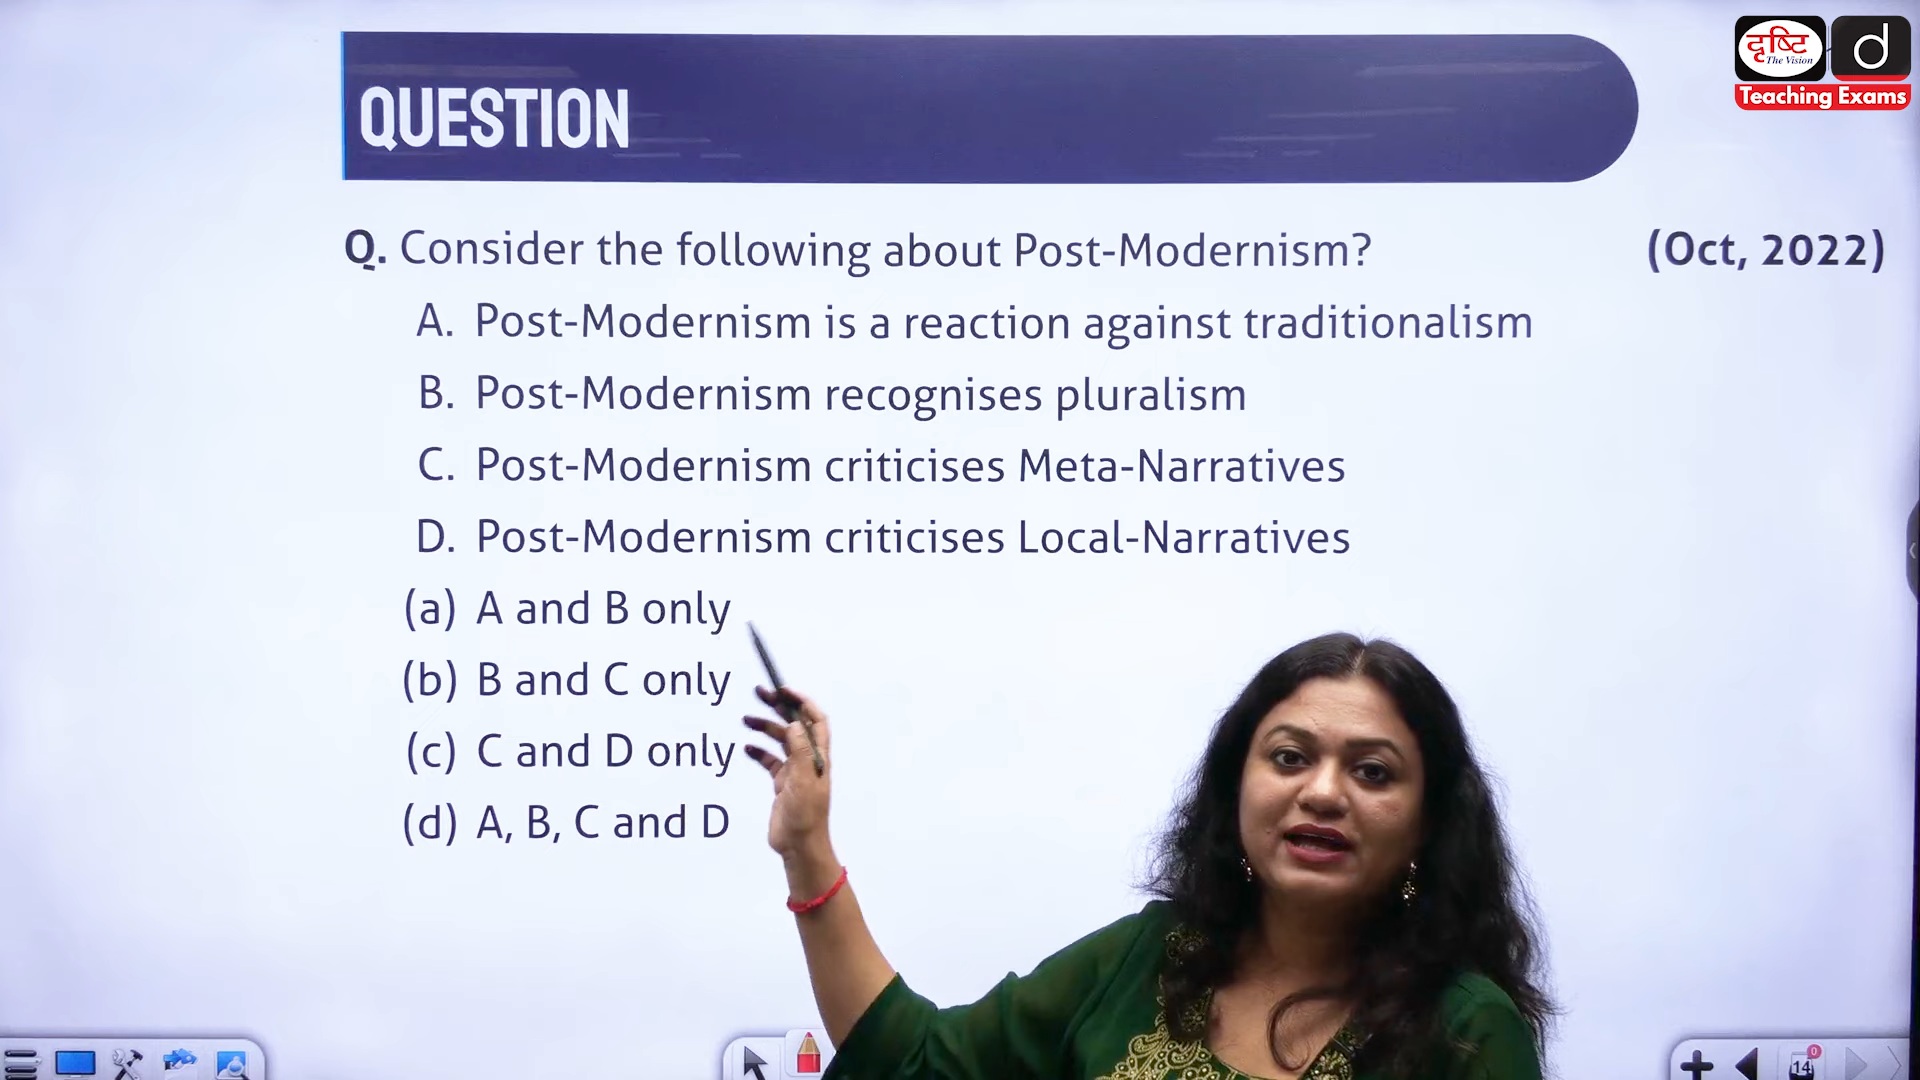 दृष्टि
The Vision
d
Teaching Exams
QUESTION
Q. Consider the following about Post-Modernism? (Oct, 2022)
A. Post-Modernism is a reaction against traditionalism
B. Post-Modernism recognises pluralism
C. Post-Modernism criticises Meta-Narratives
D. Post-Modernism criticises Local-Narratives
(a) A and B only
(b) B and C only
(c) C and D only
(d) A, B, C and D
0
14